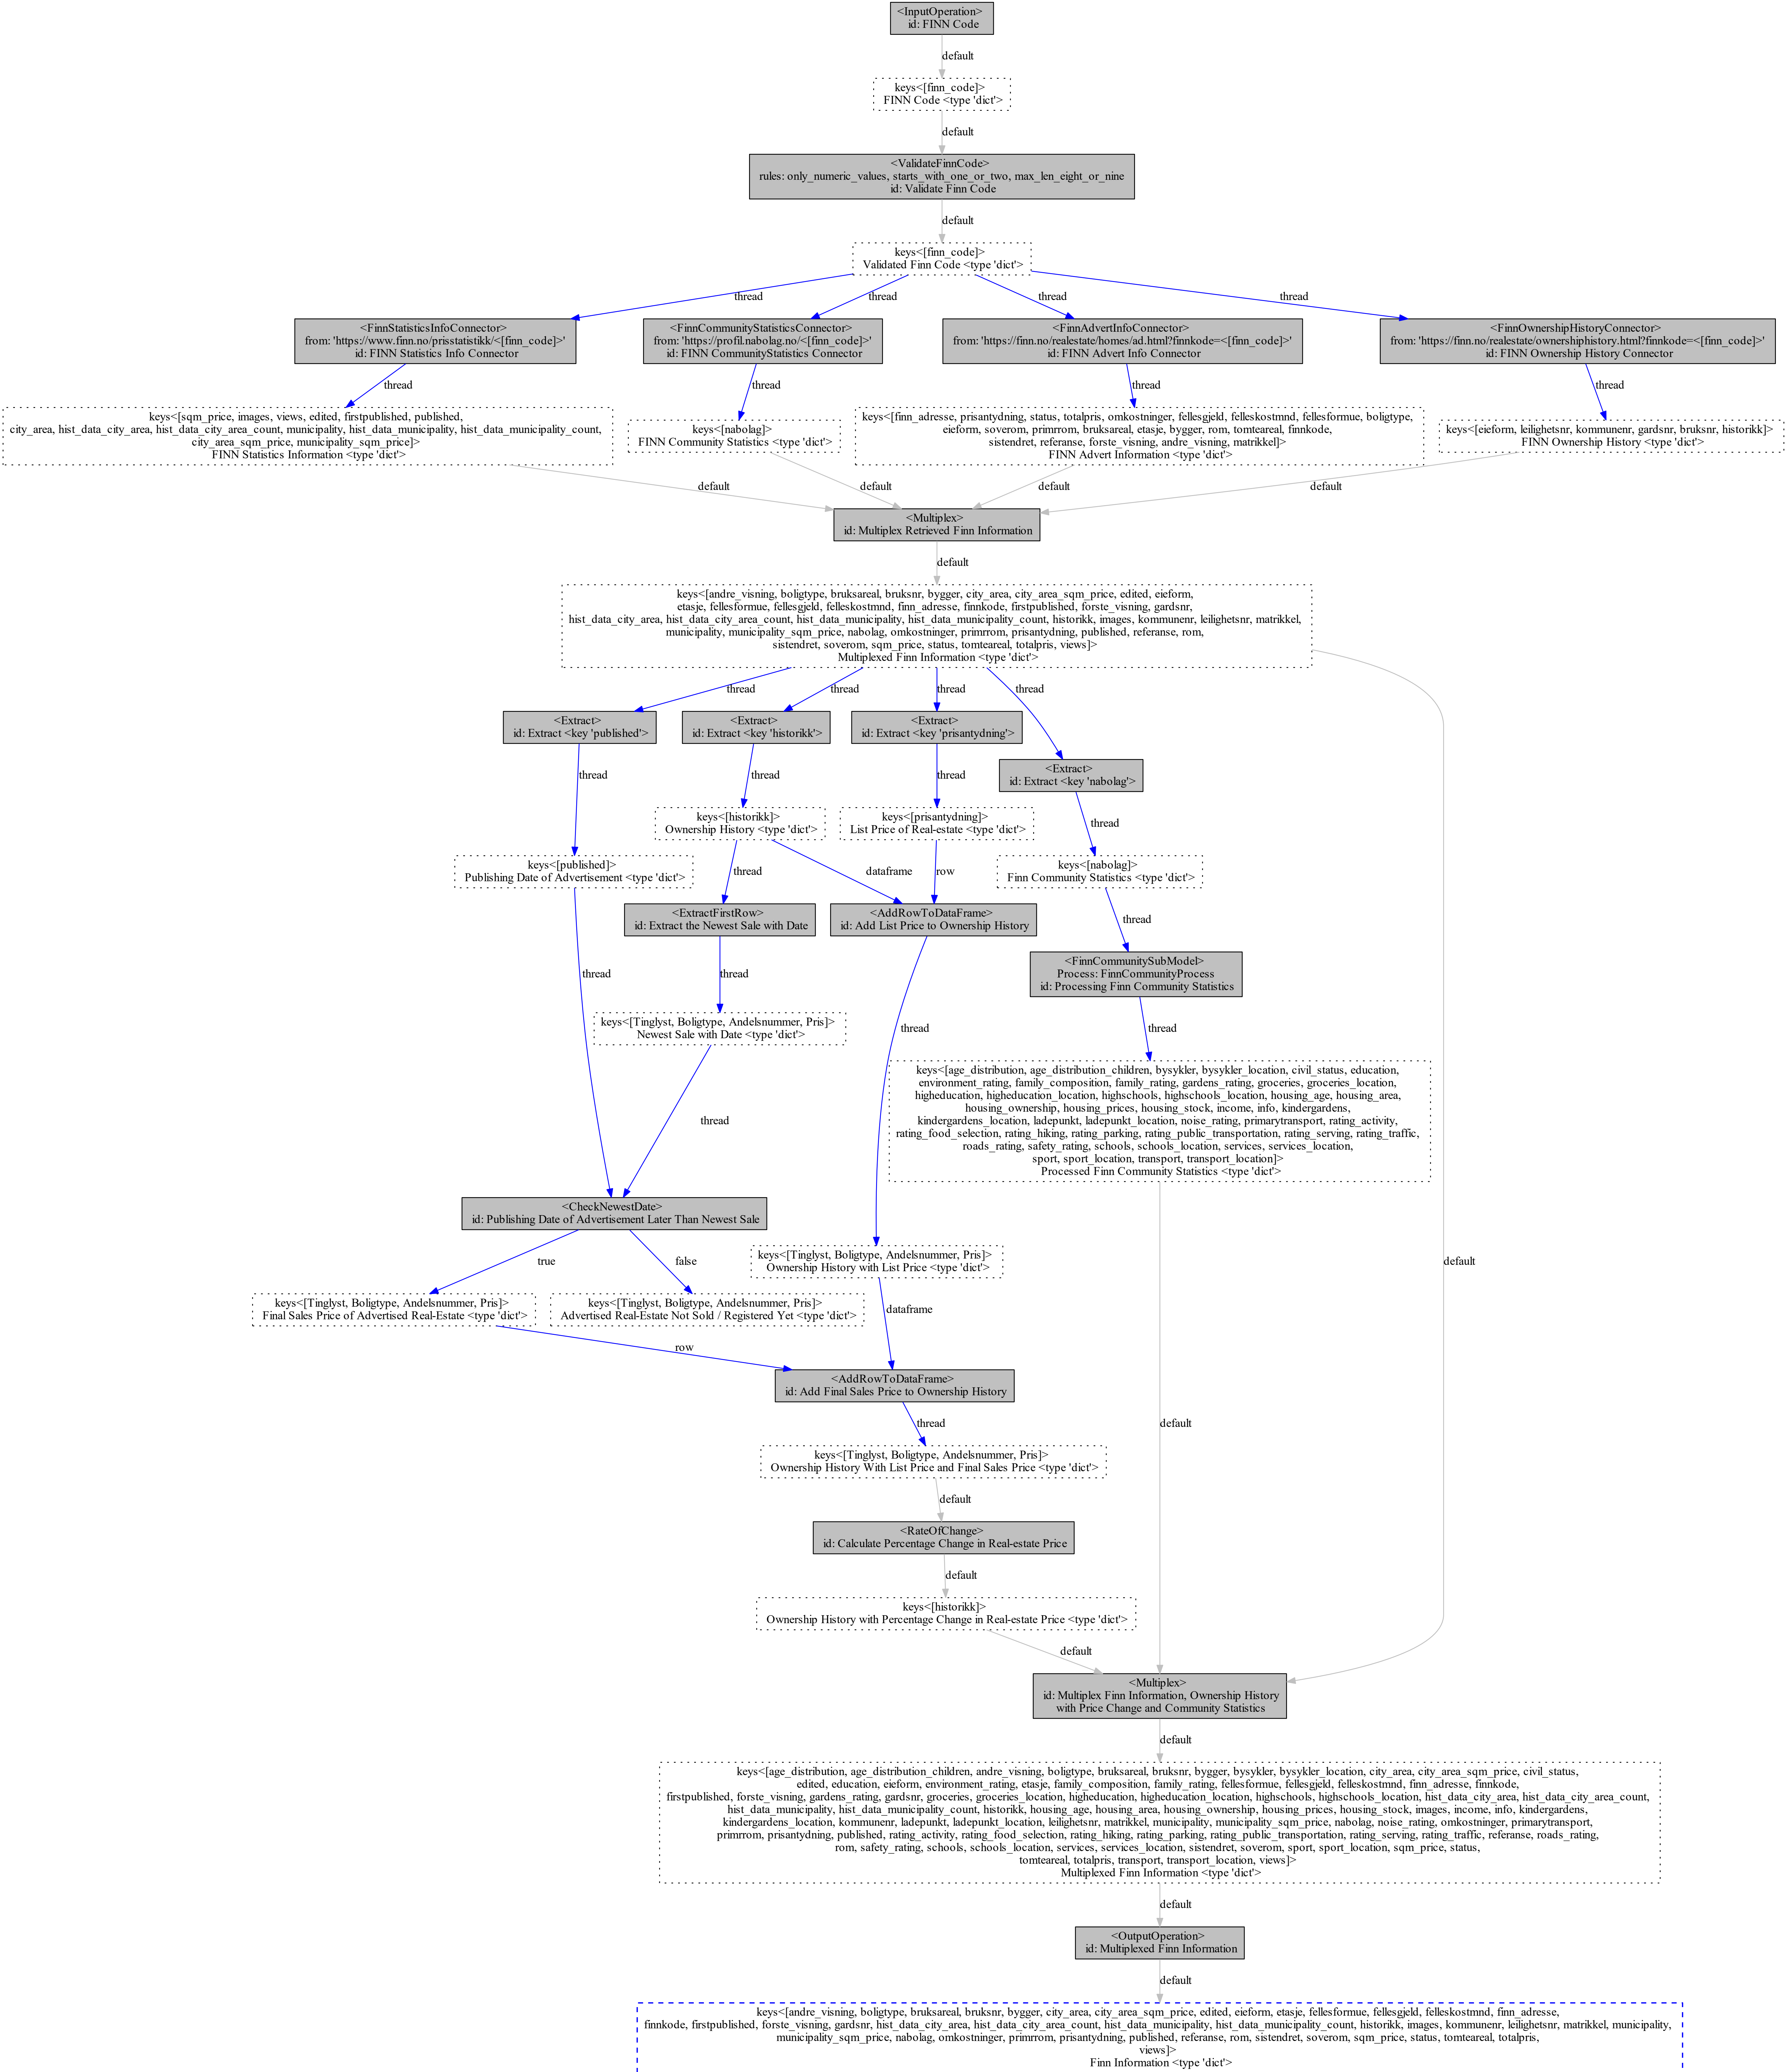 <InputOperation>
id: FINN Code
default
keys<[finn_code]>
FINN Code <type 'dict'>
default
<ValidateFinnCode>
rules: only_numeric_values, starts_with_one_or_two, max_len_eight_or_nine
id: Validate Finn Code
default
keys<[finn_code]>
Validated Finn Code <type 'dict'>
thread
thread
thread
thread
<FinnStatisticsInfoConnector>
from: 'https://www.finn.no/prisstatistikk/<[finn_code]>'
id: FINN Statistics Info Connector
<FinnCommunityStatisticsConnector>
from: 'https://profil.nabolag.no/<[finn_code]>'
id: FINN CommunityStatistics Connector
<FinnAdvertInfoConnector>
from: 'https://finn.no/realestate/homes/ad.html?finnkode=<[finn_code]>'
id: FINN Advert Info Connector
<FinnOwnershipHistoryConnector>
from: 'https://finn.no/realestate/ownershiphistory.html?finnkode=<[finn_code]>'
id: FINN Ownership History Connector
thread
thread
thread
thread
keys<[sqm_price, images, views, edited, firstpublished, published,
city_area, hist_data_city_area, hist_data_city_area_count, municipality, hist_data_municipality, hist_data_municipality_count,
city_area_sqm_price, municipality_sqm_price]>
FINN Statistics Information <type 'dict'>
keys<[nabolag]>
FINN Community Statistics <type 'dict'>
keys<[finn_adresse, prisantydning, status, totalpris, omkostninger, fellesgjeld, felleskostmnd, fellesformue, boligtype,
eieform, soverom, primrrom, bruksareal, etasje, bygger, rom, tomteareal, finnkode,
sistendret, referanse, forste_visning, andre_visning, matrikkel]>
FINN Advert Information <type 'dict'>
keys<[eieform, leilighetsnr, kommunenr, gardsnr, bruksnr, historikk]>
FINN Ownership History <type 'dict'>
default
default
default
default
<Multiplex>
id: Multiplex Retrieved Finn Information
default
keys<[andre_visning, boligtype, bruksareal, bruksnr, bygger, city_area, city_area_sqm_price, edited, eieform,
etasje, fellesformue, fellesgjeld, felleskostmnd, finn_adresse, finnkode, firstpublished, forste_visning, gardsnr,
hist_data_city_area, hist_data_city_area_count, hist_data_municipality, hist_data_municipality_count, historikk, images, kommunenr, leilighetsnr, matrikkel,
municipality, municipality_sqm_price, nabolag, omkostninger, primrrom, prisantydning, published, referanse, rom,
sistendret, soverom, sqm_price, status, tomteareal, totalpris, views]>
Multiplexed Finn Information <type 'dict'>
thread
thread
thread
thread
<Extract>
id: Extract <key 'published'>
<Extract>
id: Extract <key 'historikk'>
<Extract>
id: Extract <key 'prisantydning'>
<Extract>
id: Extract <key 'nabolag'>
thread
thread
thread
thread
keys<[historikk]>
Ownership History <type 'dict'>
keys<[prisantydning]>
List Price of Real-estate <type 'dict'>
keys<[published]>
Publishing Date of Advertisement <type 'dict'>
keys<[nabolag]>
Finn Community Statistics <type 'dict'>
thread
dataframe
row
thread
<ExtractFirstRow>
id: Extract the Newest Sale with Date
<AddRowToDataFrame>
id: Add List Price to Ownership History
<FinnCommunitySubModel>
Process: FinnCommunityProcess
id: Processing Finn Community Statistics
thread
thread
thread
thread
keys<[Tinglyst, Boligtype, Andelsnummer, Pris]>
Newest Sale with Date <type 'dict'>
keys<[age_distribution, age_distribution_children, bysykler, bysykler_location, civil_status, education,
environment_rating, family_composition, family_rating, gardens_rating, groceries, groceries_location,
higheducation, higheducation_location, highschools, highschools_location, housing_age, housing_area,
housing_ownership, housing_prices, housing_stock, income, info, kindergardens,
kindergardens_location, ladepunkt, ladepunkt_location, noise_rating, primarytransport, rating_activity,
rating_food_selection, rating_hiking, rating_parking, rating_public_transportation, rating_serving, rating_traffic,
roads_rating, safety_rating, schools, schools_location, services, services_location,
sport, sport_location, transport, transport_location]>
Processed Finn Community Statistics <type 'dict'>
thread
<CheckNewestDate>
id: Publishing Date of Advertisement Later Than Newest Sale
true
false
default
keys<[Tinglyst, Boligtype, Andelsnummer, Pris]>
Ownership History with List Price <type 'dict'>
keys<[Tinglyst, Boligtype, Andelsnummer, Pris]>
Final Sales Price of Advertised Real-Estate <type 'dict'>
keys<[Tinglyst, Boligtype, Andelsnummer, Pris]>
Advertised Real-Estate Not Sold / Registered Yet <type 'dict'>
dataframe
row
<AddRowToDataFrame>
id: Add Final Sales Price to Ownership History
thread
default
keys<[Tinglyst, Boligtype, Andelsnummer, Pris]>
Ownership History With List Price and Final Sales Price <type 'dict'>
default
<RateOfChange>
id: Calculate Percentage Change in Real-estate Price
default
keys<[historikk]>
Ownership History with Percentage Change in Real-estate Price <type 'dict'>
default
<Multiplex>
id: Multiplex Finn Information, Ownership History
with Price Change and Community Statistics
default
keys<[age_distribution, age_distribution_children, andre_visning, boligtype, bruksareal, bruksnr, bygger, bysykler, bysykler_location, city_area, city_area_sqm_price, civil_status,
edited, education, eieform, environment_rating, etasje, family_composition, family_rating, fellesformue, fellesgjeld, felleskostmnd, finn_adresse, finnkode,
firstpublished, forste_visning, gardens_rating, gardsnr, groceries, groceries_location, higheducation, higheducation_location, highschools, highschools_location, hist_data_city_area, hist_data_city_area_count,
hist_data_municipality, hist_data_municipality_count, historikk, housing_age, housing_area, housing_ownership, housing_prices, housing_stock, images, income, info, kindergardens,
kindergardens_location, kommunenr, ladepunkt, ladepunkt_location, leilighetsnr, matrikkel, municipality, municipality_sqm_price, nabolag, noise_rating, omkostninger, primarytransport,
primrrom, prisantydning, published, rating_activity, rating_food_selection, rating_hiking, rating_parking, rating_public_transportation, rating_serving, rating_traffic, referanse, roads_rating,
rom, safety_rating, schools, schools_location, services, services_location, sistendret, soverom, sport, sport_location, sqm_price, status,
tomteareal, totalpris, transport, transport_location, views]>
Multiplexed Finn Information <type 'dict'>
default
<OutputOperation>
id: Multiplexed Finn Information
default
keys<[andre_visning, boligtype, bruksareal, bruksnr, bygger, city_area, city_area_sqm_price, edited, eieform, etasje, fellesformue, fellesgjeld, felleskostmnd, finn_adresse,
finnkode, firstpublished, forste_visning, gardsnr, hist_data_city_area, hist_data_city_area_count, hist_data_municipality, hist_data_municipality_count, historikk, images, kommunenr, leilighetsnr, matrikkel, municipality,
municipality_sqm_price, nabolag, omkostninger, primrrom, prisantydning, published, referanse, rom, sistendret, soverom, sqm_price, status, tomteareal, totalpris,
views]>
Finn Information <type 'dict'>